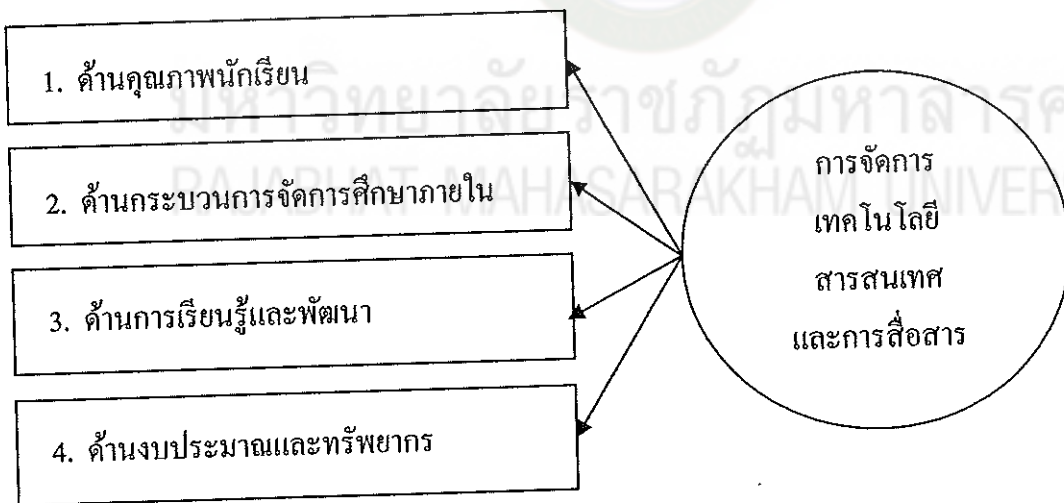 1. ด้านคุณภาพนักเรียน
2. ด้านกระบวนการจัดการศึกษาภายใน
3. ด้านการเรียนรู้และพัฒนา
4. ด้านงบประมาณและทรัพยากร
การจัดการ
เทคโนโลยี
สารสนเทศ
และการสื่อสาร
มหาวิทยาลัยราชภัฏมหาสารค
RAJABHAT MAHASARAKHAM UNIVER